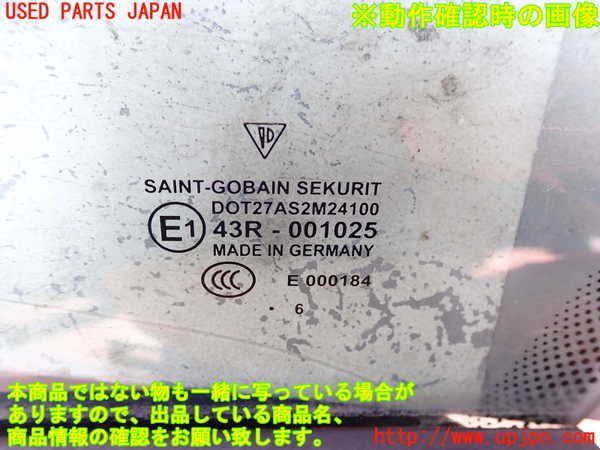 USED PARTS JAPAN
※動作確認時の画像
SAINT-GOBAIN SEKURIT
DOT27AS2M24100
E1 43R - 001025
MADE IN GERMANY
CCC E 000184
. 6
本商品ではない物も一緒に写っている場合が
ありますので、出品している商品名、
商品情報の確認をお願い致します。
http://www.upjpn.com